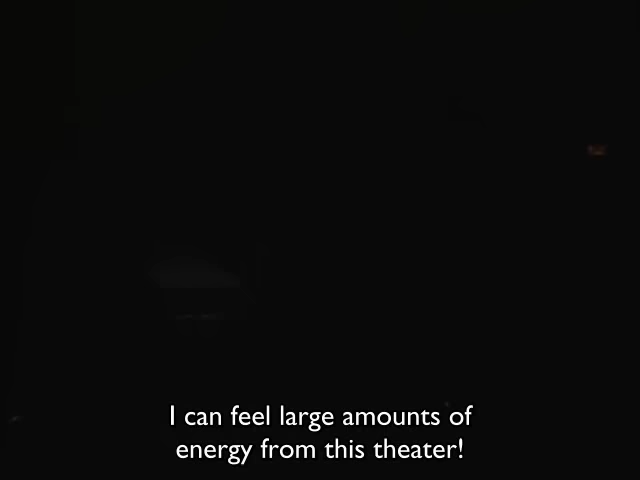 I can feel large amounts of
energy from this theater!